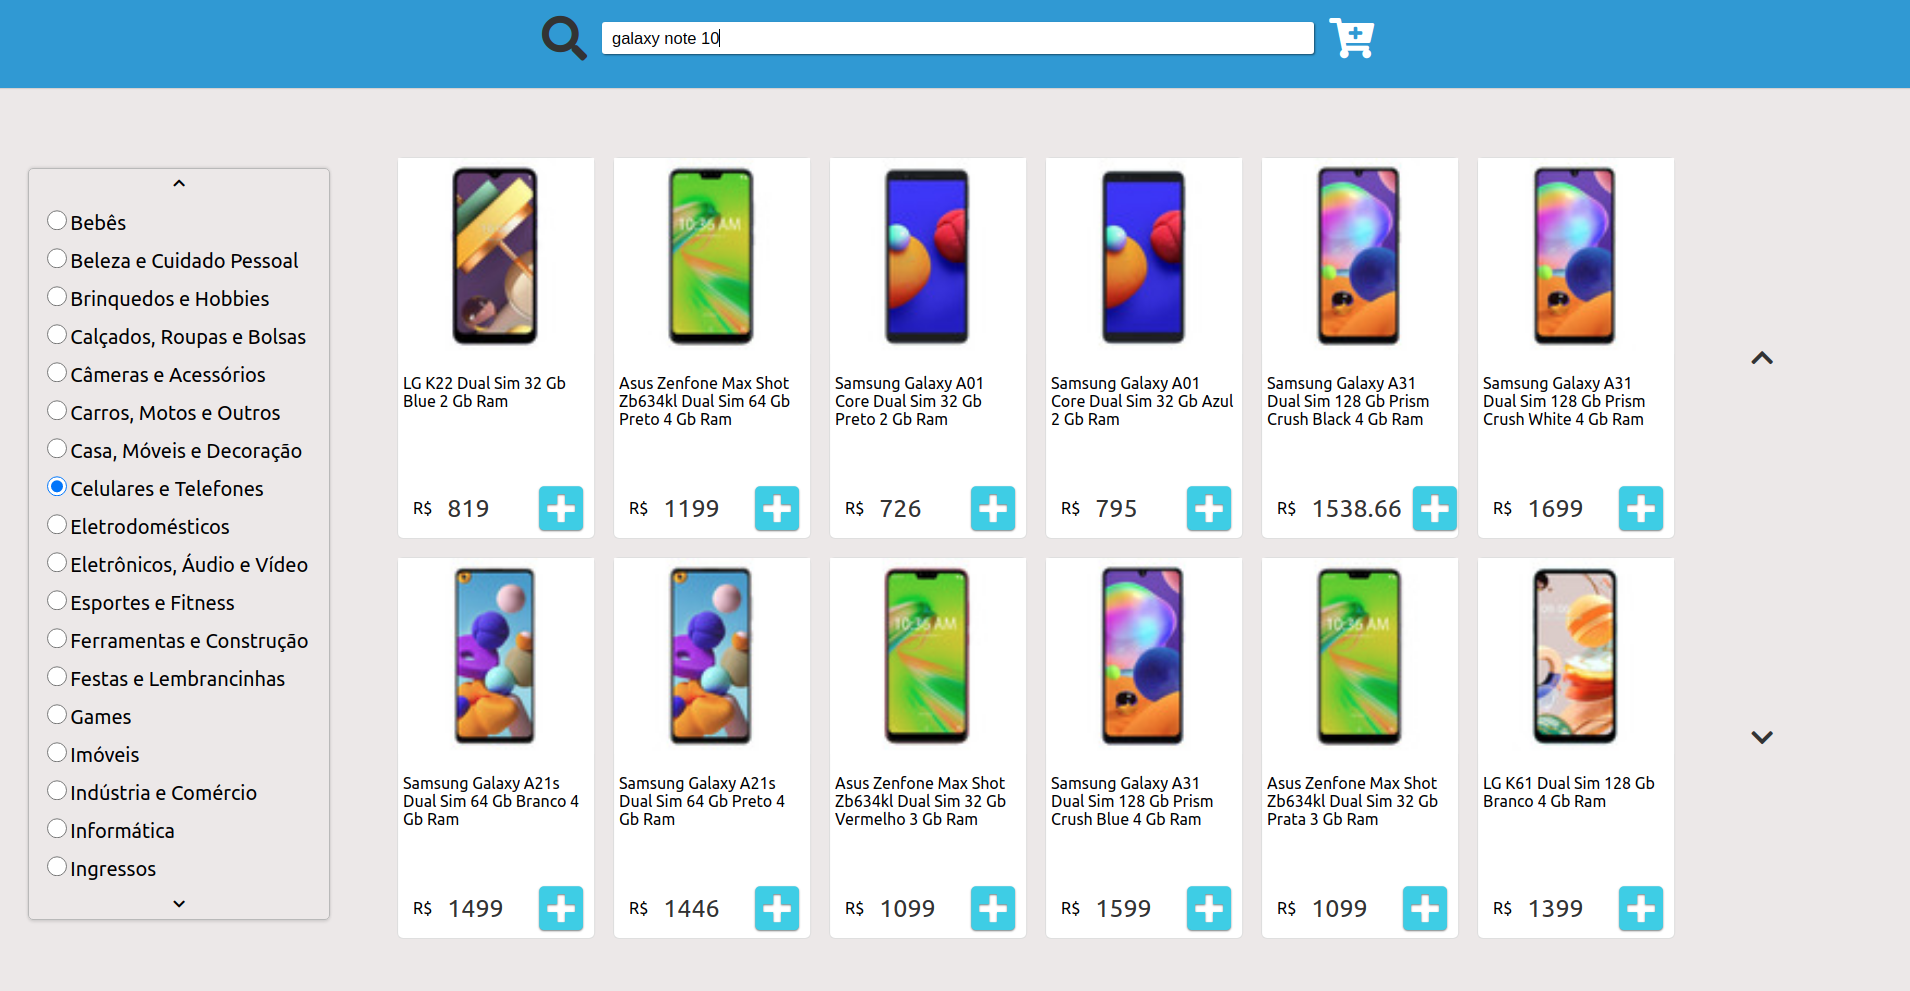 galaxy note 10
Bebês
Beleza e Cuidado Pessoal
Brinquedos e Hobbies
Calçados, Roupas e Bolsas
Câmeras e Acessórios
Carros, Motos e Outros
Casa, Móveis e Decoração
Celulares e Telefones
Eletrodomésticos
Eletrônicos, Áudio e Vídeo
Esportes e Fitness
Ferramentas e Construção
Festas e Lembrancinhas
Games
Imóveis
Indústria e Comércio
Informática
Ingressos
LG K22 Dual Sim 32 Gb
Blue 2 Gb Ram
R$ 819
10:36 AM
Asus Zenfone Max Shot
Zb634kl Dual Sim 64 Gb
Preto 4 Gb Ram
R$ 1199
Samsung Galaxy A01
Core Dual Sim 32 Gb
Preto 2 Gb Ram
R$ 726
Samsung Galaxy A01
Core Dual Sim 32 Gb Azul
2 Gb Ram
R$ 795
Samsung Galaxy A31
Dual Sim 128 Gb Prism
Crush Black 4 Gb Ram
R$ 1538.66
Samsung Galaxy A31
Dual Sim 128 Gb Prism
Crush White 4 Gb Ram
R$ 1699
Samsung Galaxy A21s
Dual Sim 64 Gb Branco 4
Gb Ram
R$ 1499
Samsung Galaxy A21s
Dual Sim 64 Gb Preto 4
Gb Ram
R$ 1446
10:36 AM
Asus Zenfone Max Shot
Zb634kl Dual Sim 32 Gb
Vermelho 3 Gb Ram
R$ 1099
Samsung Galaxy A31
Dual Sim 128 Gb Prism
Crush Blue 4 Gb Ram
R$ 1599
10:36 AM
Asus Zenfone Max Shot
Zb634kl Dual Sim 32 Gb
Prata 3 Gb Ram
R$ 1099
LG K61 Dual Sim 128 Gb
Branco 4 Gb Ram
R$ 1399